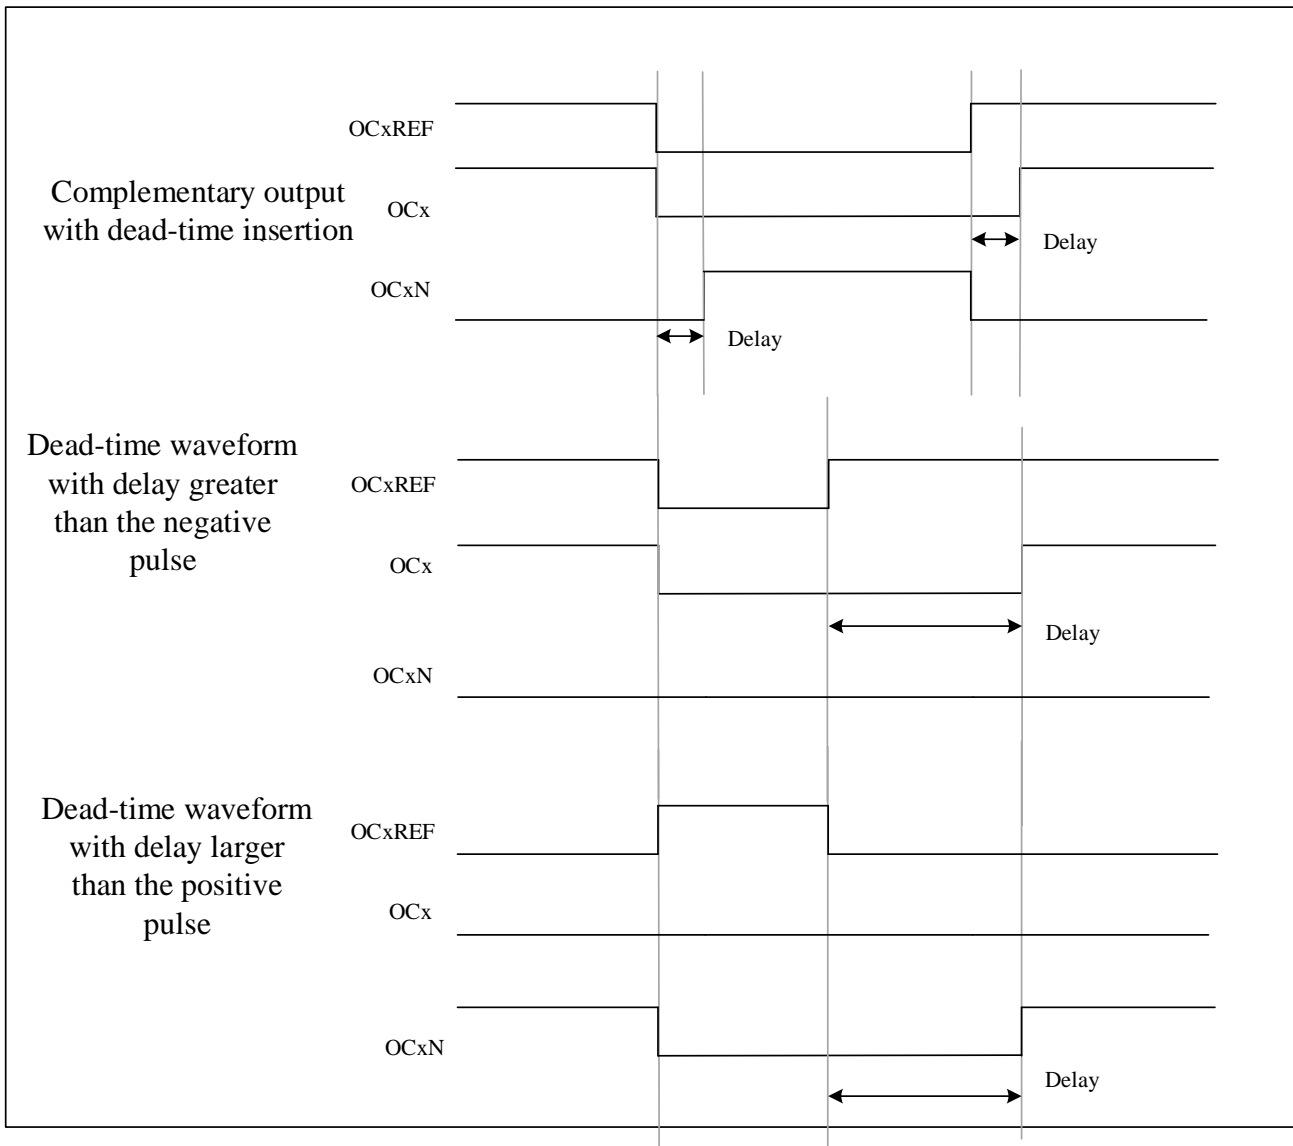 OCxREF
Complementary output
with dead-time insertion
OCx
Delay
OCxN
Delay
Dead-time waveform
with delay greater
than the negative
pulse
OCxREF
OCx
Delay
OCxN
Dead-time waveform
with delay larger
than the positive
pulse
OCxREF
OCx
OCxN
Delay